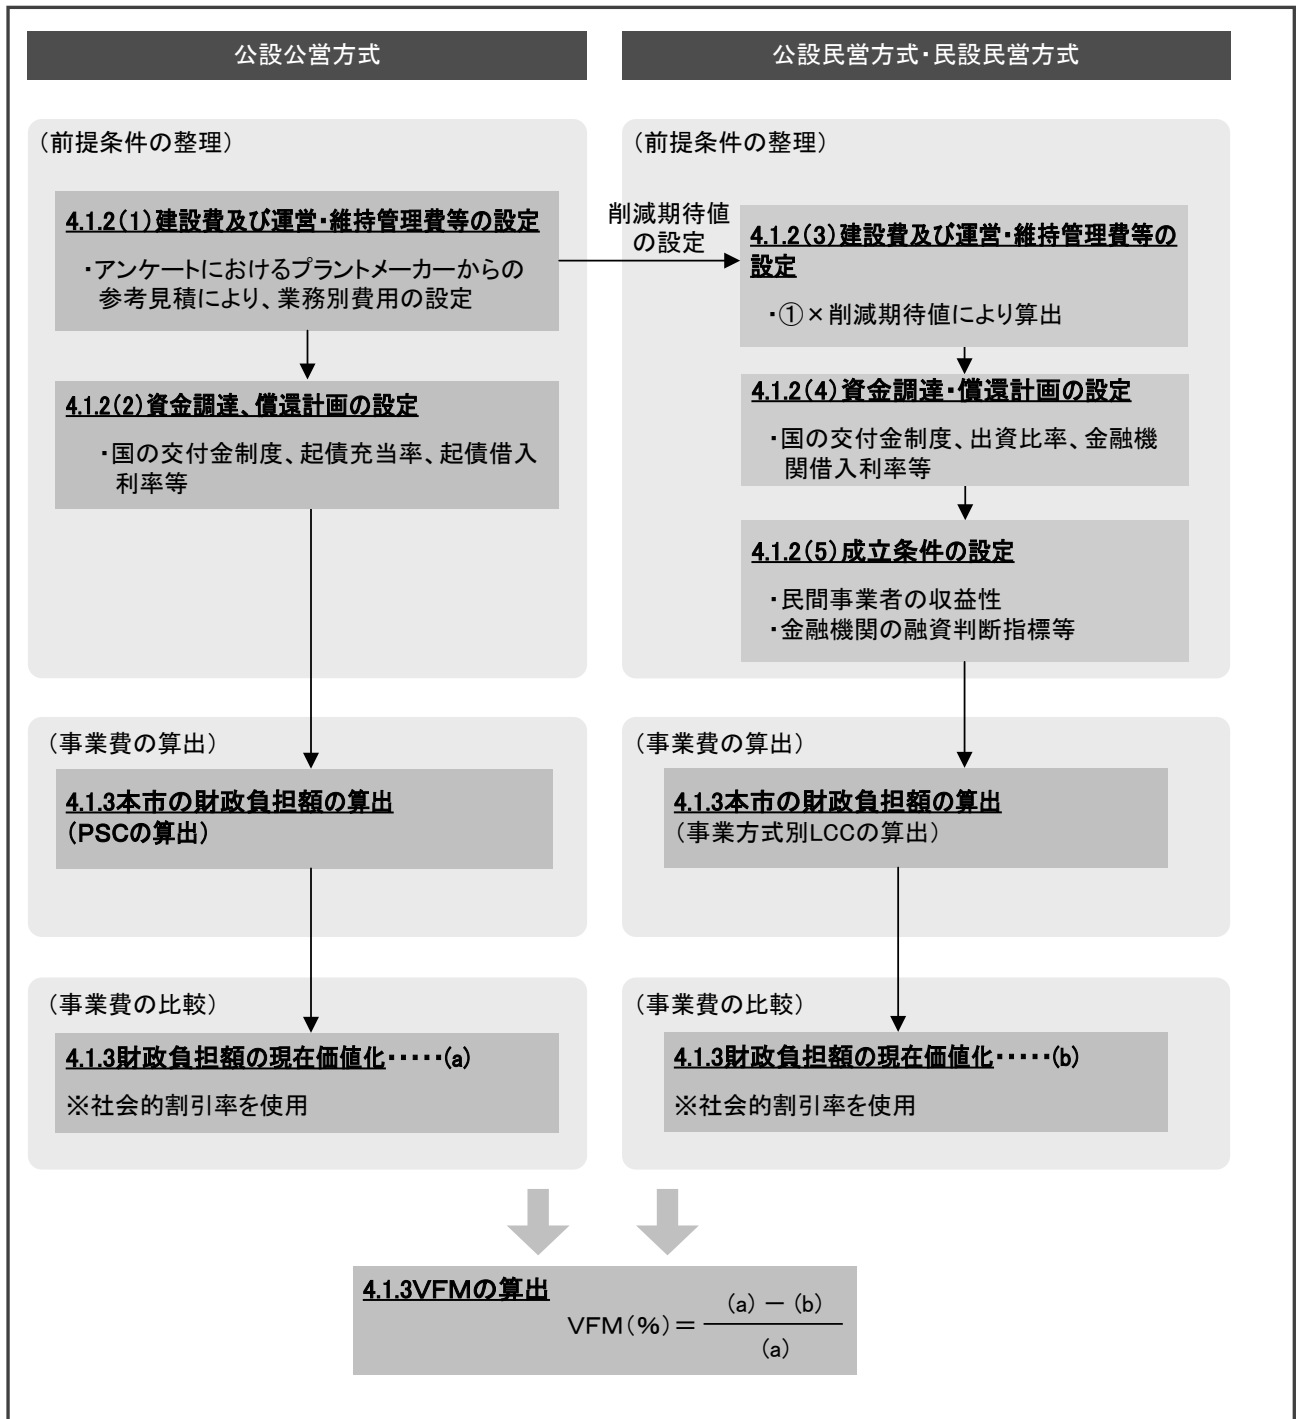 公設公営方式
公設民営方式・民設民営方式
（前提条件の整理）
4.1.2（1）建設費及び運営・維持管理費等の設定
・アンケートにおけるプラントメーカーからの
参考見積により、業務別費用の設定
4.1.2（2）資金調達、償還計画の設定
・国の交付金制度、起債充当率、起債借入
利率等
削減期待値
の設定
（前提条件の整理）
4.1.2（3）建設費及び運営・維持管理費等の
設定
・①×削減期待値により算出
4.1.2（4）資金調達・償還計画の設定
・国の交付金制度、出資比率、金融機
関借入利率等
4.1.2（5）成立条件の設定
・民間事業者の収益性
・金融機関の融資判断指標等
（事業費の算出）
4.1.3本市の財政負担額の算出
（PSCの算出）
（事業費の算出）
4.1.3本市の財政負担額の算出
（事業方式別LCCの算出）
（事業費の比較）
4.1.3財政負担額の現在価値化・・・・・(a)
※社会的割引率を使用
（事業費の比較）
4.1.3財政負担額の現在価値化・・・・・(b)
※社会的割引率を使用
4.1.3VFMの算出
(a) － (b)
VFM（％）＝
(a)